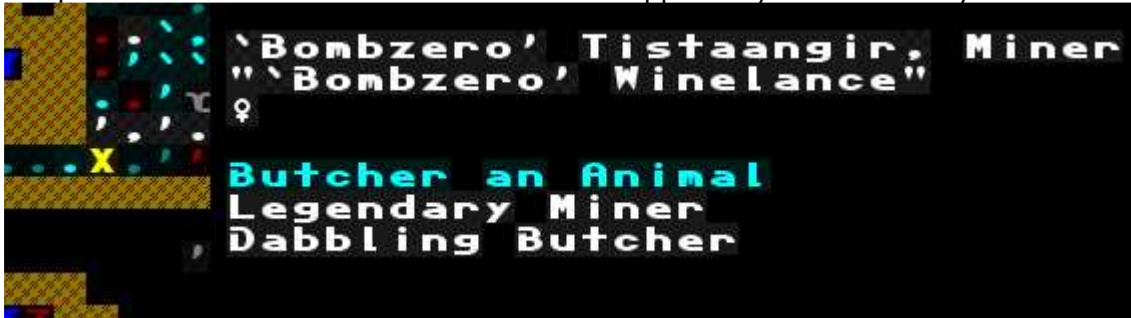 `Bombzero' Tistaangir, Miner
"`Bombzero' Winelance"
♀
Butcher an Animal
Legendary Miner
Dabbling Butcher